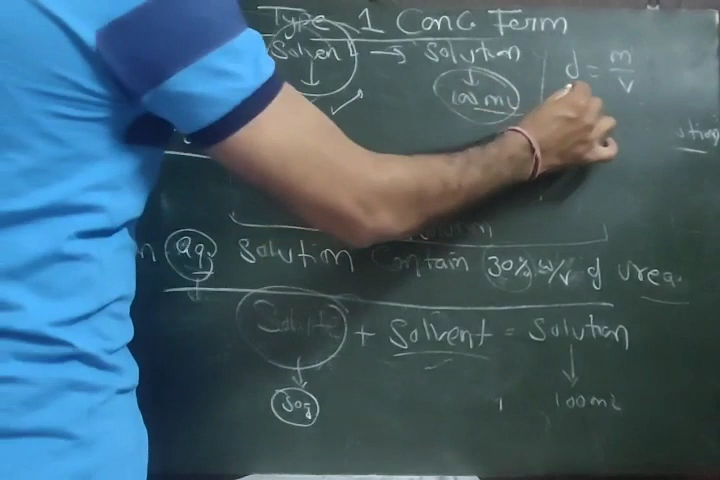 Type 1 Conc Term
Solvent → Solution
d = m/v
100 mL
aq. Solution Contain 30% w/v of urea
Solute + Solvent = Solution
30g
100 mL